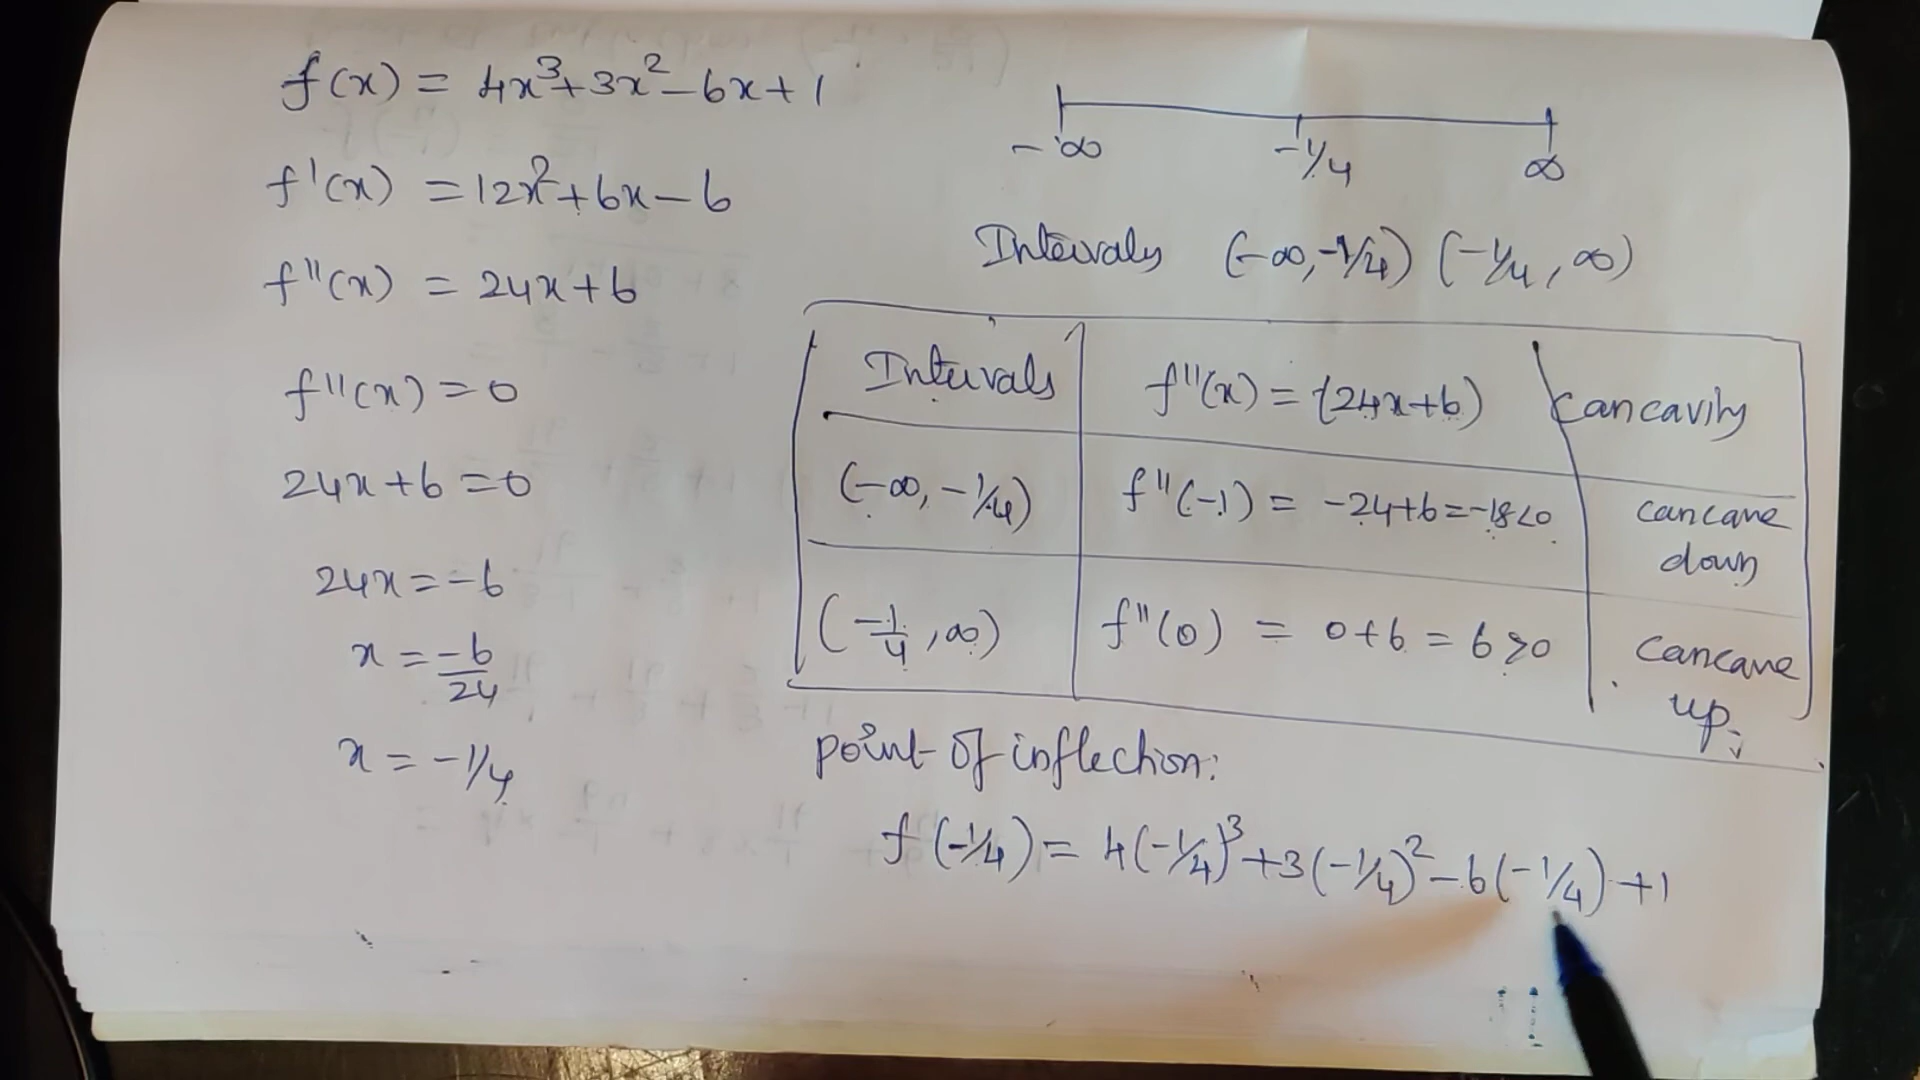 f(x) = 4x³+3x²-6x+1
f'(x) = 12x²+6x-6
f''(x) = 24x+6
f''(x) = 0
24x+6=0
24x=-6
x = -6/24
x = -1/4
-∞ -1/4 ∞
Intervals (-∞,-1/4) (-1/4,∞)
Intervals f''(x) = (24x+6) concavity
(-∞,-1/4) f''(-1) = -24+6=-18<0 concave down
(-1/4,∞) f''(0) = 0+6 = 6>0 concave up
point of inflection:
f(-1/4) = 4(-1/4)³+3(-1/4)²-6(-1/4)+1